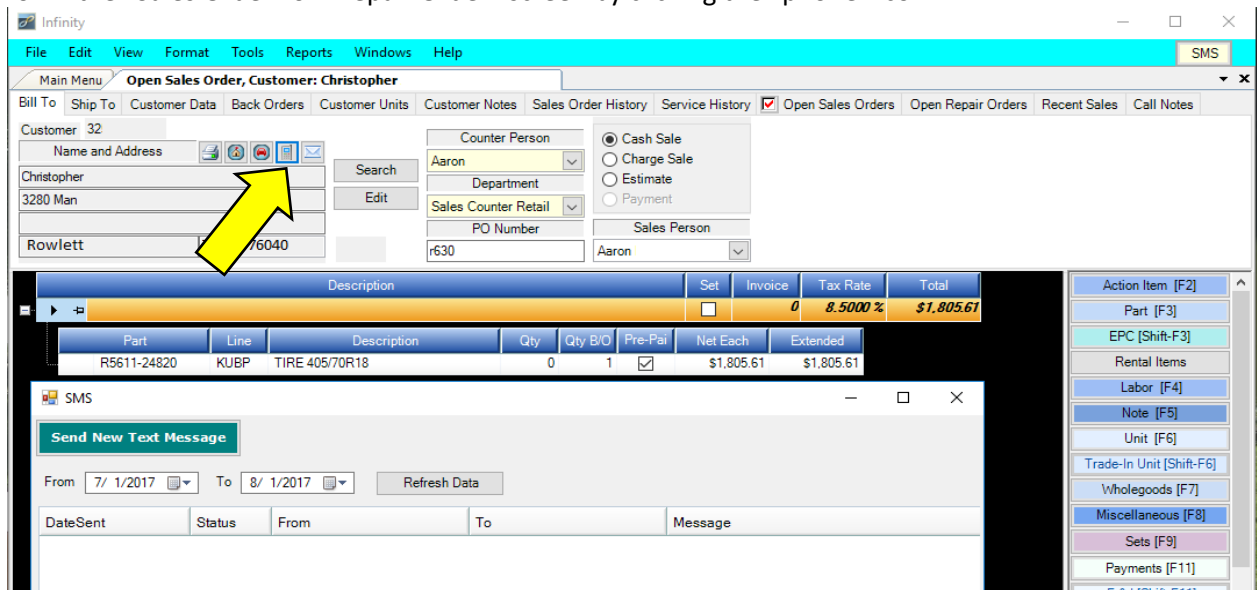 Infinity
File Edit View Format Tools Reports Windows Help SMS
Main Menu Open Sales Order, Customer: Christopher
Bill To Ship To Customer Data Back Orders Customer Units Customer Notes Sales Order History Service History Open Sales Orders Open Repair Orders Recent Sales Call Notes
Customer 32
Name and Address
Christopher
3280 Man
Rowlett 76040
Search
Edit
Counter Person
Aaron
Department
Sales Counter Retail
PO Number
r630
Cash Sale
Charge Sale
Estimate
Payment
Sales Person
Aaron
Description Set Invoice Tax Rate Total
0 8.5000 % $1,805.61
Part Line Description Qty Qty B/O Pre-Pai Net Each Extended
R5611-24820 KUBP TIRE 405/70R18 0 1 $1,805.61 $1,805.61
SMS
Send New Text Message
From 7/ 1/2017 To 8/ 1/2017 Refresh Data
DateSent Status From To Message
Action Item [F2]
Part [F3]
EPC [Shift-F3]
Rental Items
Labor [F4]
Note [F5]
Unit [F6]
Trade-In Unit [Shift-F6]
Wholegoods [F7]
Miscellaneous [F8]
Sets [F9]
Payments [F11]